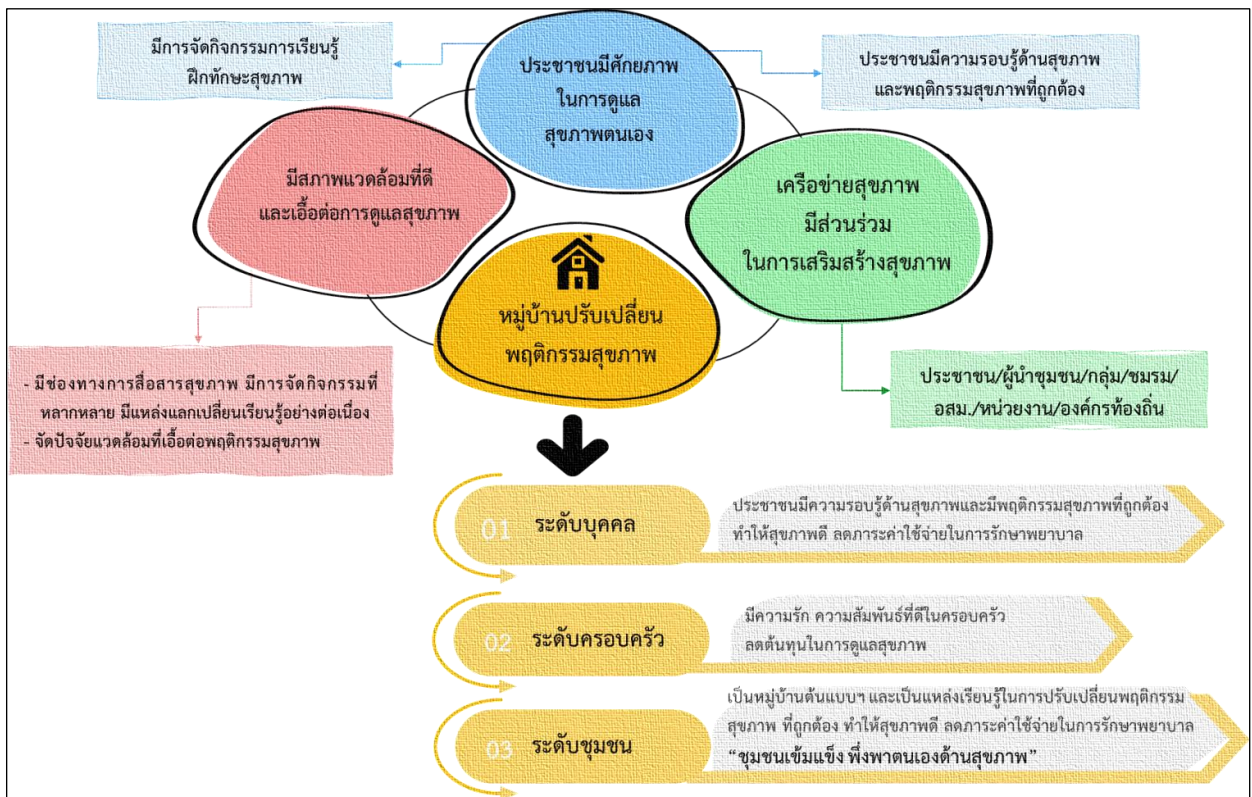 มีการจัดกิจกรรมการเรียนรู้
ฝึกทักษะสุขภาพ
ประชาชนมีศักยภาพ
ในการดูแล
สุขภาพตนเอง
ประชาชนมีความรอบรู้ด้านสุขภาพ
และพฤติกรรมสุขภาพที่ถูกต้อง
มีสภาพแวดล้อมที่ดี
และเอื้อต่อการดูแลสุขภาพ
เครือข่ายสุขภาพ
มีส่วนร่วม
ในการเสริมสร้างสุขภาพ
หมู่บ้านปรับเปลี่ยน
พฤติกรรมสุขภาพ
- มีช่องทางการสื่อสารสุขภาพ มีการจัดกิจกรรมที่
หลากหลาย มีแหล่งแลกเปลี่ยนเรียนรู้อย่างต่อเนื่อง
- จัดปัจจัยแวดล้อมที่เอื้อต่อพฤติกรรมสุขภาพ
ประชาชน/ผู้นำชุมชน/กลุ่ม/ชมรม/
อสม./หน่วยงาน/องค์กรท้องถิ่น
01 ระดับบุคคล
ประชาชนมีความรอบรู้ด้านสุขภาพและมีพฤติกรรมสุขภาพที่ถูกต้อง
ทำให้สุขภาพดี ลดภาระค่าใช้จ่ายในการรักษาพยาบาล
02 ระดับครอบครัว
มีความรัก ความสัมพันธ์ที่ดีในครอบครัว
ลดต้นทุนในการดูแลสุขภาพ
03 ระดับชุมชน
เป็นหมู่บ้านต้นแบบฯ และเป็นแหล่งเรียนรู้ในการปรับเปลี่ยนพฤติกรรม
สุขภาพ ที่ถูกต้อง ทำให้สุขภาพดี ลดภาระค่าใช้จ่ายในการรักษาพยาบาล
“ชุมชนเข้มแข็ง พึ่งพาตนเองด้านสุขภาพ”